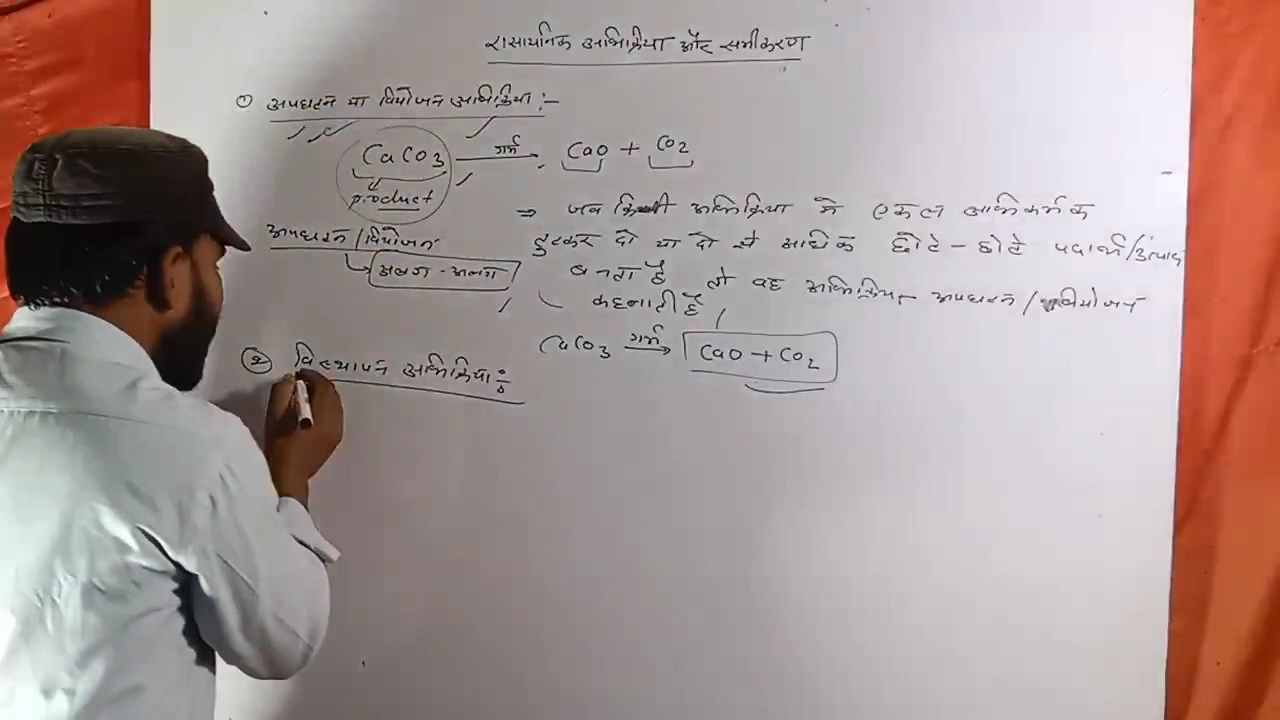 रासायनिक अभिक्रिया और समीकरण
① अपघटन या वियोजन अभिक्रिया :-
CaCO3 गर्म → CaO + CO2
product
अपघटन / वियोजन
अलग - अलग
⇒ जब किसी अभिक्रिया में एकल अभिकर्मक
टुटकर दो या दो से अधिक छोटे - छोटे पदार्थ/उत्पाद
बनता है तो वह अभिक्रिया अपघटन / वियोजन
कहलाती है
CaCO3 गर्म → CaO + CO2
② विस्थापन अभिक्रिया :-